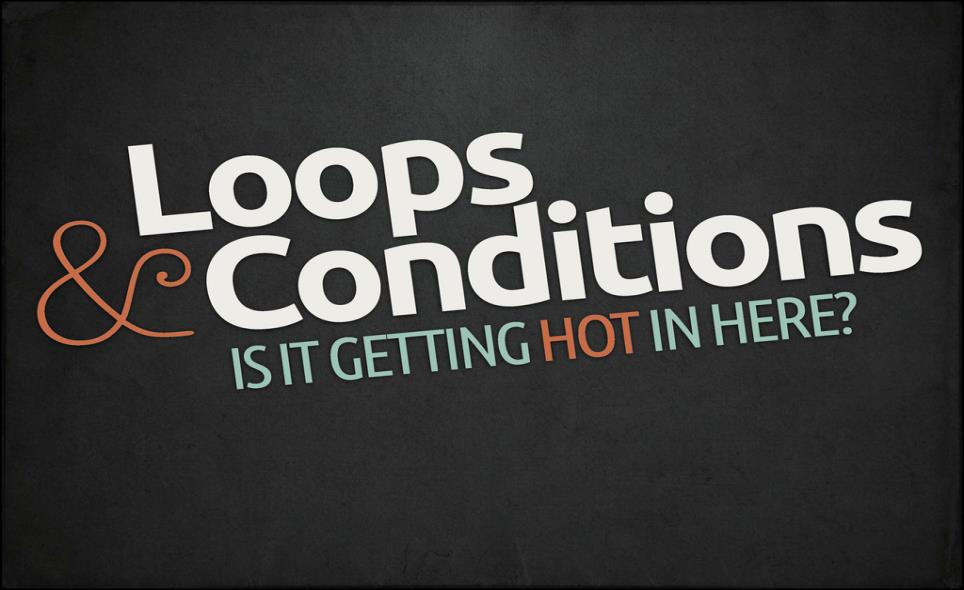 Loops
& Conditions
IS IT GETTING HOT IN HERE?